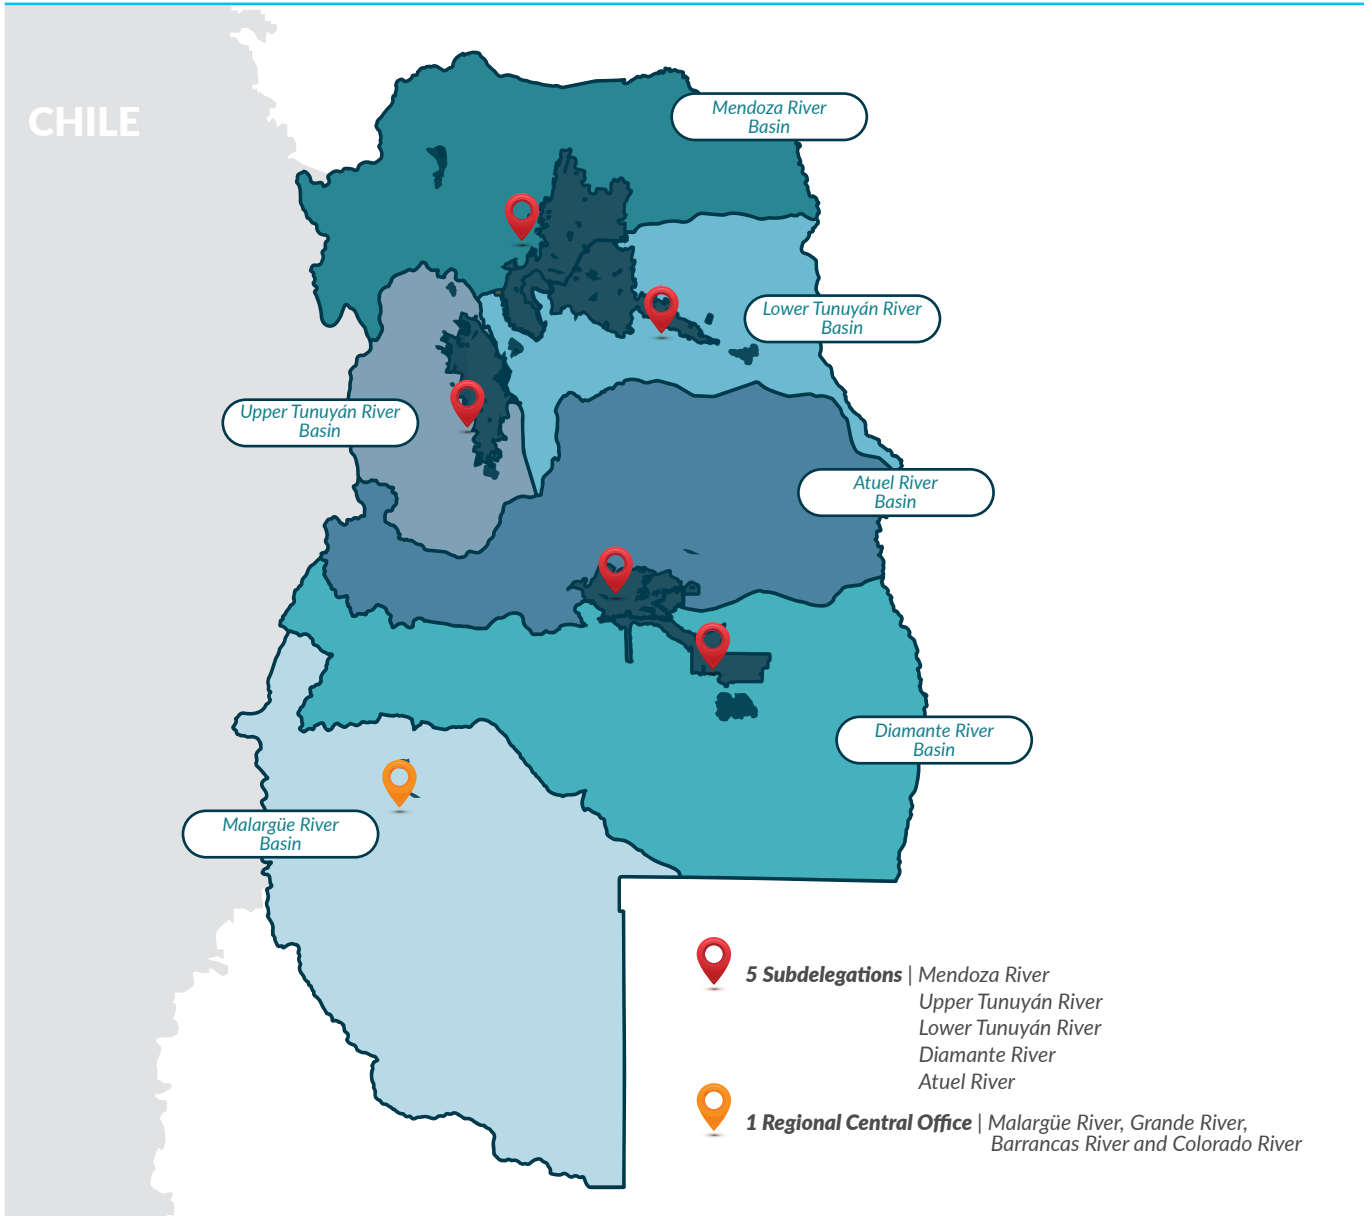 CHILE
Mendoza River
Basin
Lower Tunuyán River
Basin
Upper Tunuyán River
Basin
Atuel River
Basin
Diamante River
Basin
Malargüe River
Basin
5 Subdelegations | Mendoza River
Upper Tunuyán River
Lower Tunuyán River
Diamante River
Atuel River
1 Regional Central Office | Malargüe River, Grande River,
Barrancas River and Colorado River